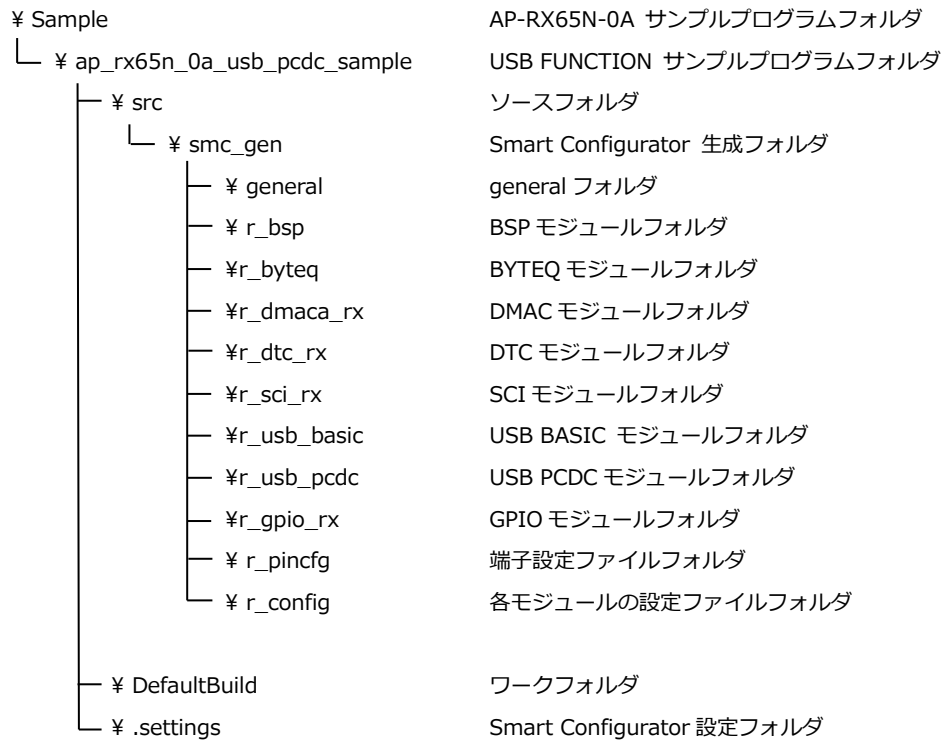 ¥ Sample AP-RX65N-0A サンプルプログラムフォルダ
¥ ap_rx65n_0a_usb_pcdc_sample USB FUNCTION サンプルプログラムフォルダ
¥ src ソースフォルダ
¥ smc_gen Smart Configurator 生成フォルダ
¥ general general フォルダ
¥ r_bsp BSP モジュールフォルダ
¥r_byteq BYTEQ モジュールフォルダ
¥r_dmaca_rx DMAC モジュールフォルダ
¥r_dtc_rx DTC モジュールフォルダ
¥r_sci_rx SCI モジュールフォルダ
¥r_usb_basic USB BASIC モジュールフォルダ
¥r_usb_pcdc USB PCDC モジュールフォルダ
¥r_gpio_rx GPIO モジュールフォルダ
¥ r_pincfg 端子設定ファイルフォルダ
¥ r_config 各モジュールの設定ファイルフォルダ
¥ DefaultBuild ワークフォルダ
¥ .settings Smart Configurator 設定フォルダ